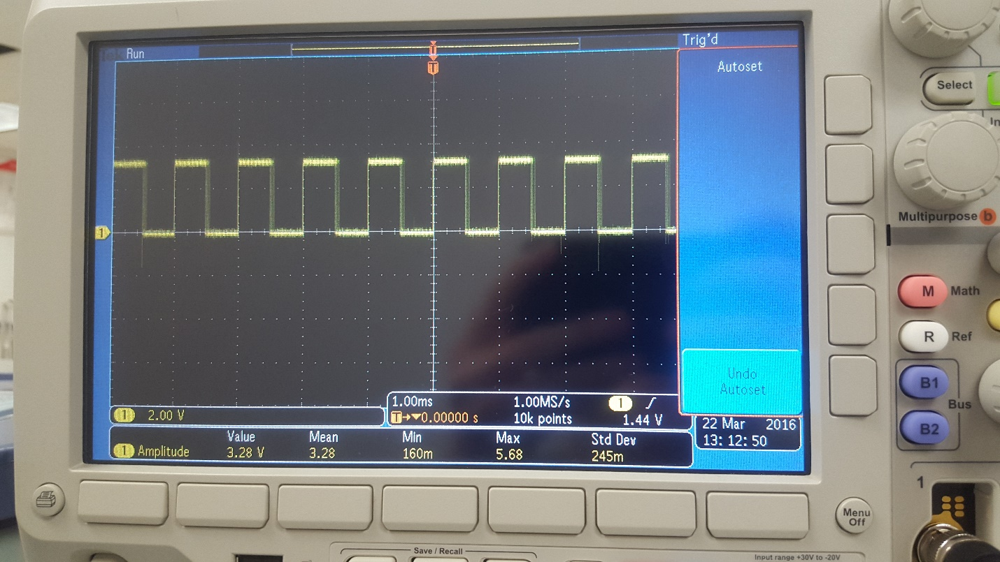 Run
Trig'd
T
T
Autoset
Select
Multipurpose b
1
M Math
R Ref
Undo
Autoset
B1
Bus
B2
1 2.00 V
1.00ms 1.00MS/s 1
T 0.00000 s 10k points 1.44 V
22 Mar 2016
13:12:50
Value Mean Min Max Std Dev
1 Amplitude 3.28 V 3.28 160m 5.68 245m
1
Menu
Off
Save / Recall
Input range +30V to -20V